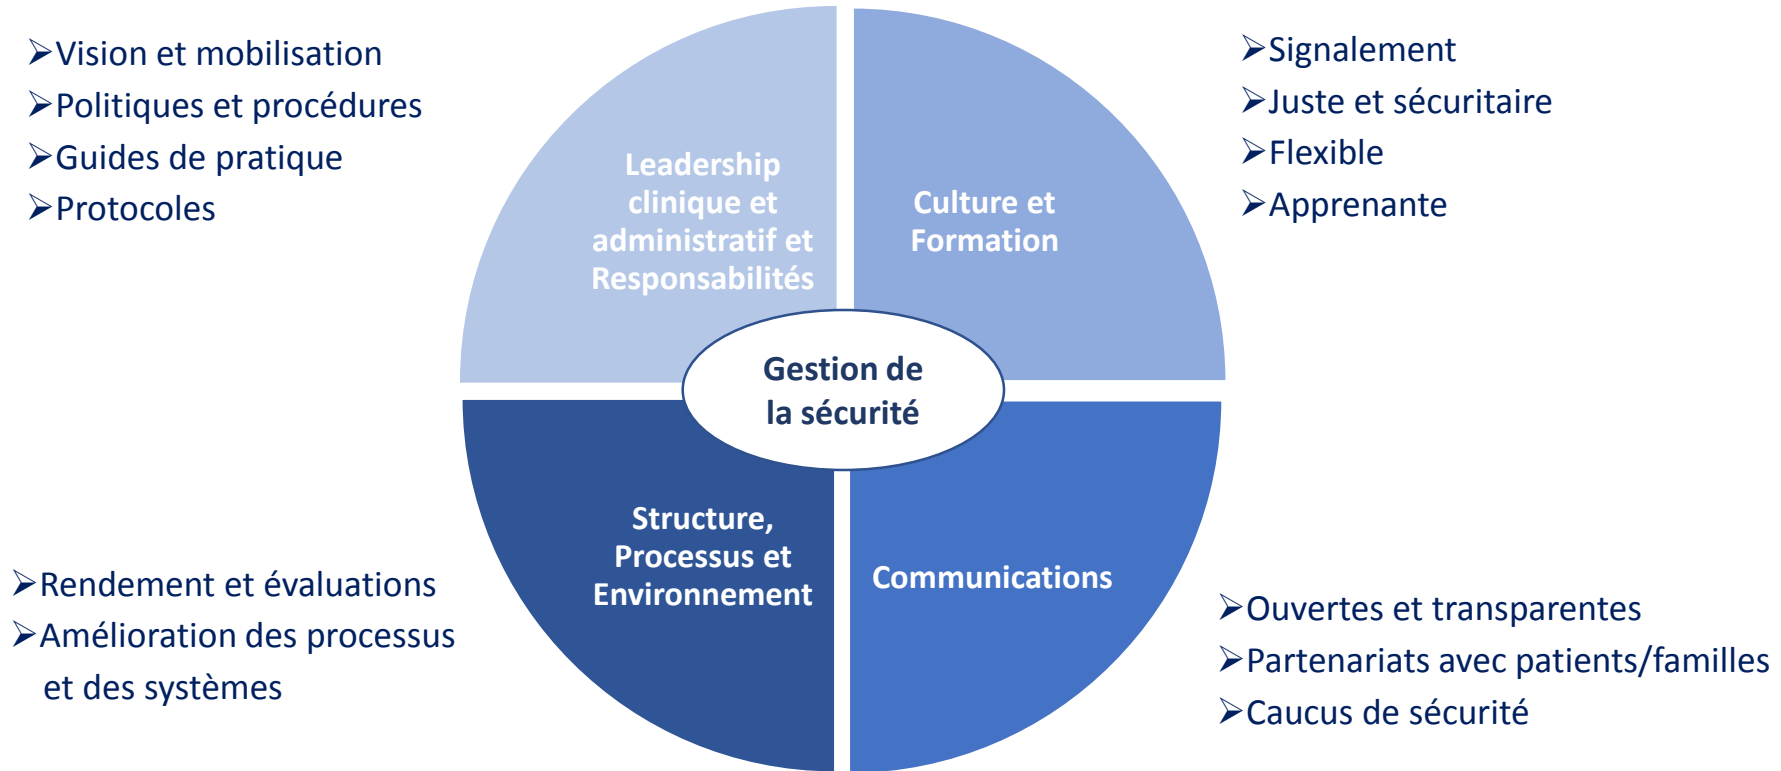 ➢Vision et mobilisation
➢Politiques et procédures
➢Guides de pratique
➢Protocoles
Leadership
clinique et
administratif et
Responsabilités
Culture et
Formation
➢Signalement
➢Juste et sécuritaire
➢Flexible
➢Apprenante
Gestion de
la sécurité
➢Rendement et évaluations
➢Amélioration des processus
et des systèmes
Structure,
Processus et
Environnement
Communications
➢Ouvertes et transparentes
➢Partenariats avec patients/familles
➢Caucus de sécurité